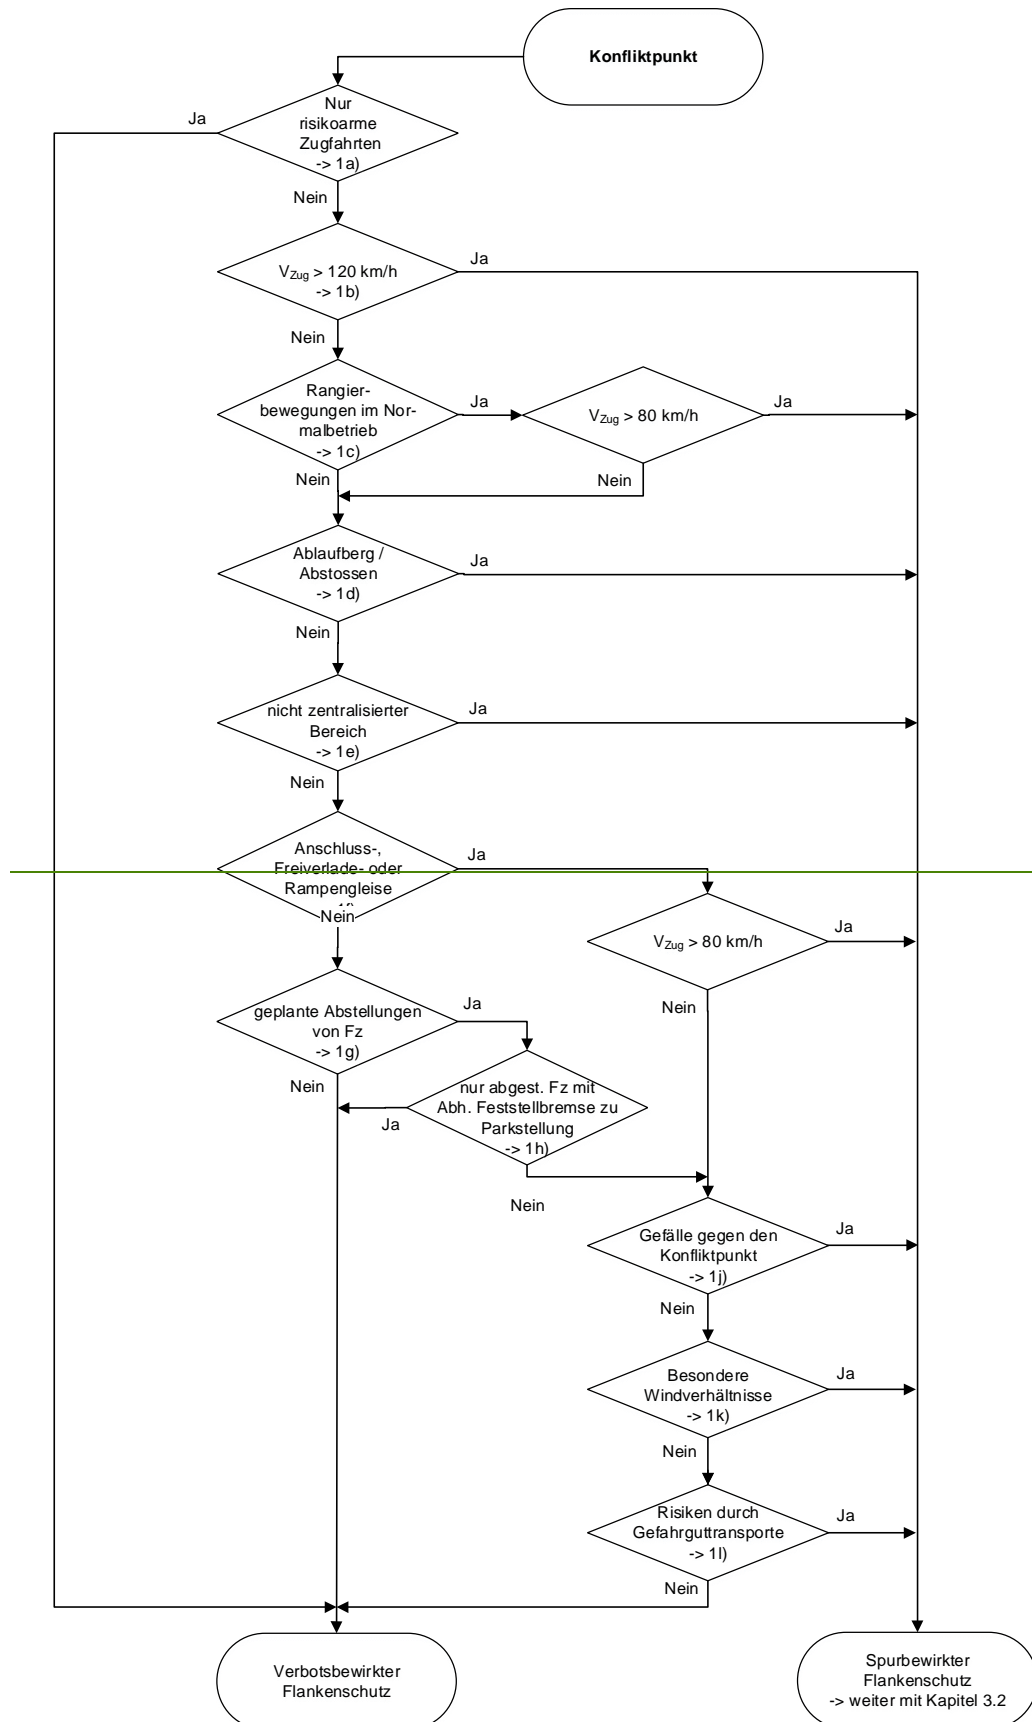 Konfliktpunkt
Ja
Nur
risikoarme
Zugfahrten
-> 1a)
Nein
Ja
VZug > 120 km/h
-> 1b)
Nein
Rangier-
bewegungen im Nor-
malbetrieb
-> 1c)
Ja
VZug > 80 km/h
Ja
Nein
Nein
Ablaufberg /
Abstossen
-> 1d)
Ja
Nein
nicht zentralisierter
Bereich
-> 1e)
Ja
Nein
Anschluss-,
Freiverlade- oder
Rampengleise
Ja
Nein
VZug > 80 km/h
Ja
Nein
geplante Abstellungen
von Fz
-> 1g)
Ja
Nein
nur abgest. Fz mit
Abh. Feststellbremse zu
Parkstellung
-> 1h)
Ja
Nein
Gefälle gegen den
Konfliktpunkt
-> 1j)
Ja
Nein
Besondere
Windverhältnisse
-> 1k)
Ja
Nein
Risiken durch
Gefahrguttransporte
-> 1l)
Ja
Nein
Verbotsbewirkter
Flankenschutz
Spurbewirkter
Flankenschutz
-> weiter mit Kapitel 3.2